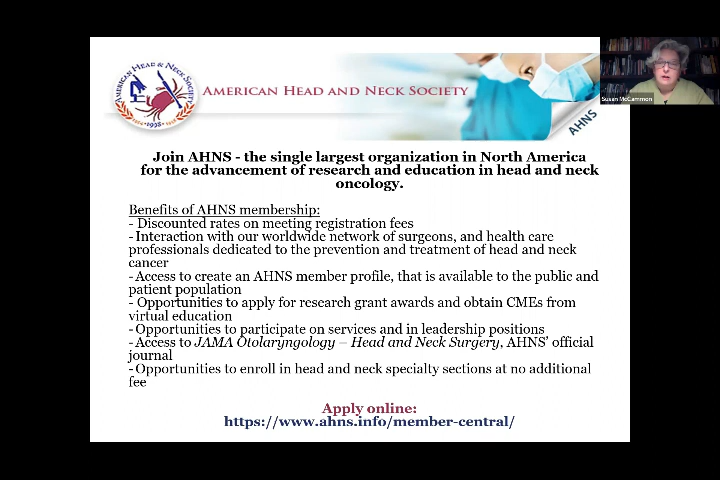 AMERICAN HEAD & NECK SOCIETY
1998
AMERICAN HEAD AND NECK SOCIETY
AHNS
Susan McCammon
Join AHNS - the single largest organization in North America
for the advancement of research and education in head and neck
oncology.
Benefits of AHNS membership:
- Discounted rates on meeting registration fees
- Interaction with our worldwide network of surgeons, and health care
professionals dedicated to the prevention and treatment of head and neck
cancer
- Access to create an AHNS member profile, that is available to the public and
patient population
- Opportunities to apply for research grant awards and obtain CMEs from
virtual education
- Opportunities to participate on services and in leadership positions
- Access to JAMA Otolaryngology – Head and Neck Surgery, AHNS' official
journal
- Opportunities to enroll in head and neck specialty sections at no additional
fee
Apply online:
https://www.ahns.info/member-central/